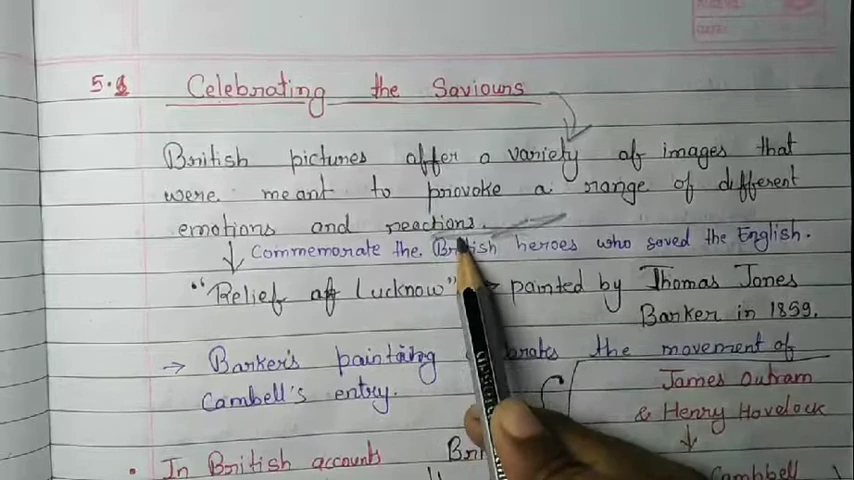 5.1 Celebrating the Saviours
British pictures offer a variety of images that
were meant to provoke a range of different
emotions and reactions.
Commemorate the British heroes who saved the English.
"Relief of Lucknow" → painted by Thomas Jones
Barker in 1859.
→ Barker's painting the movement of
Cambell's entry.
James Outram
& Henry Havelock
• In British accounts
Cambbell